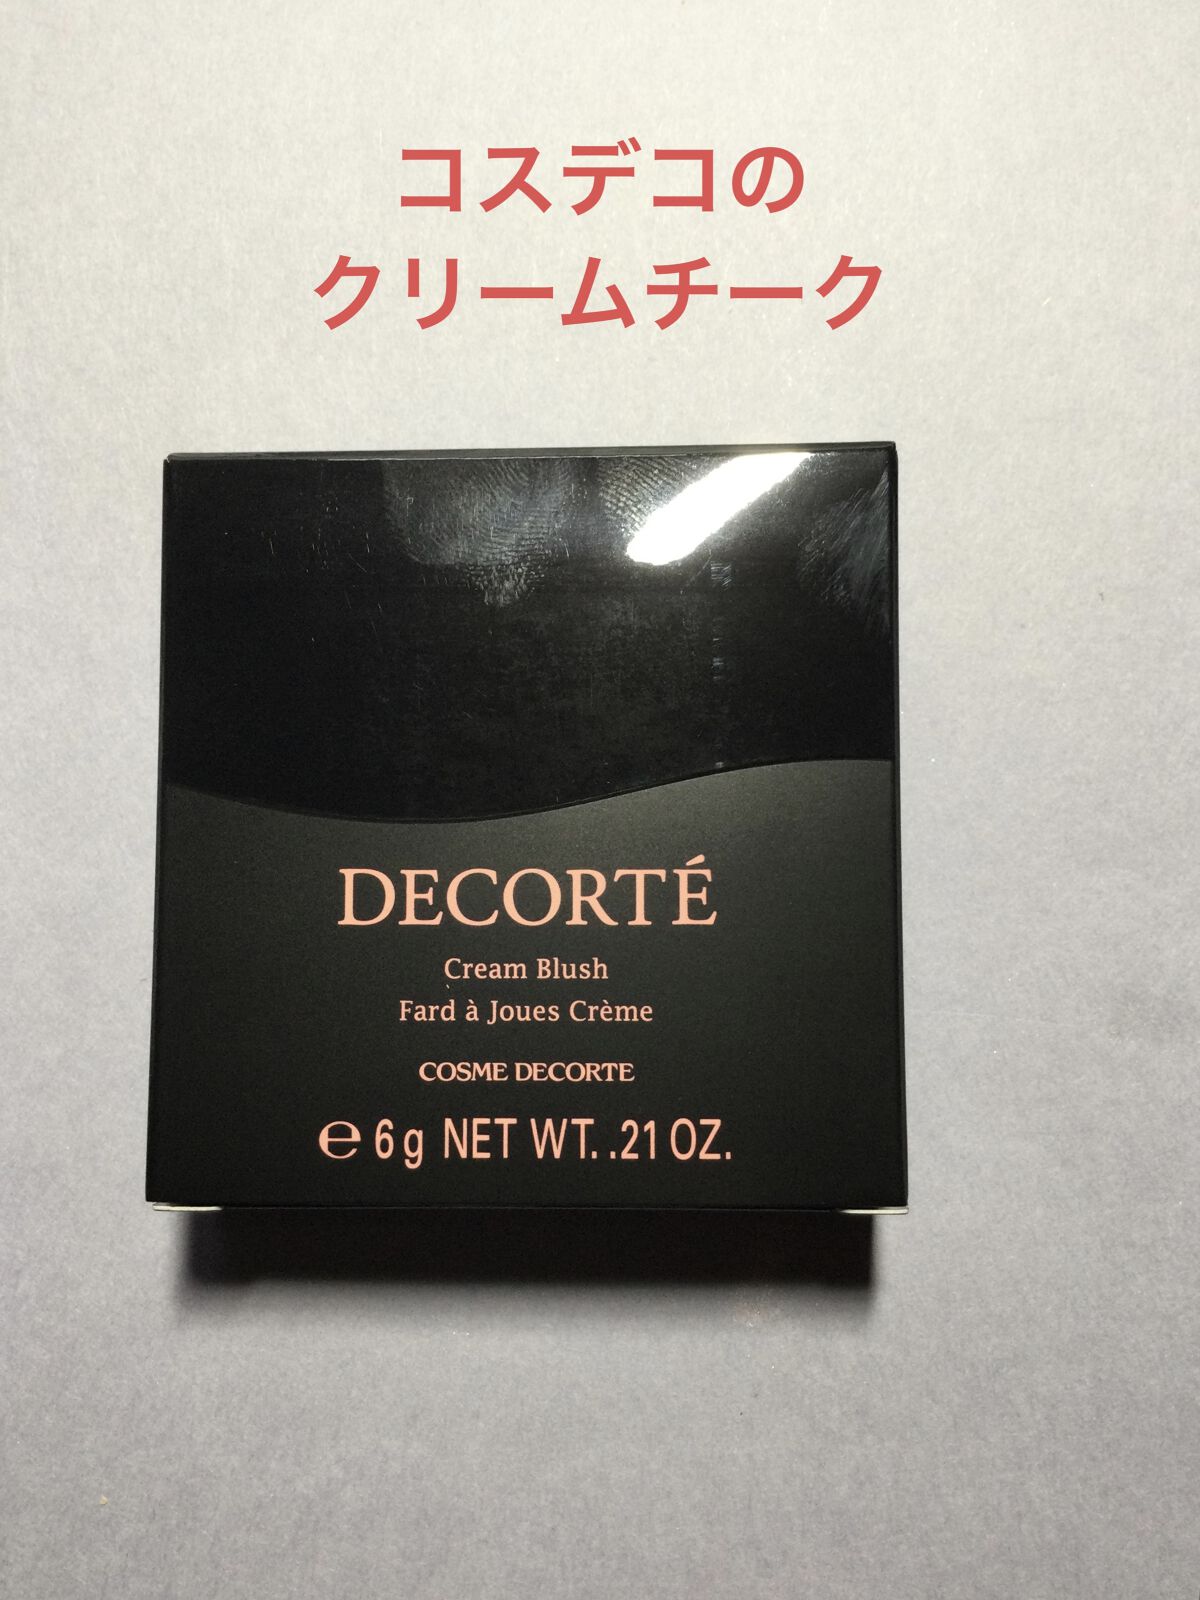 コスデコの
クリームチーク
DECORTÉ
Cream Blush
Fard à Joues Crème
COSME DECORTE
℮ 6g NET WT. .21 OZ.